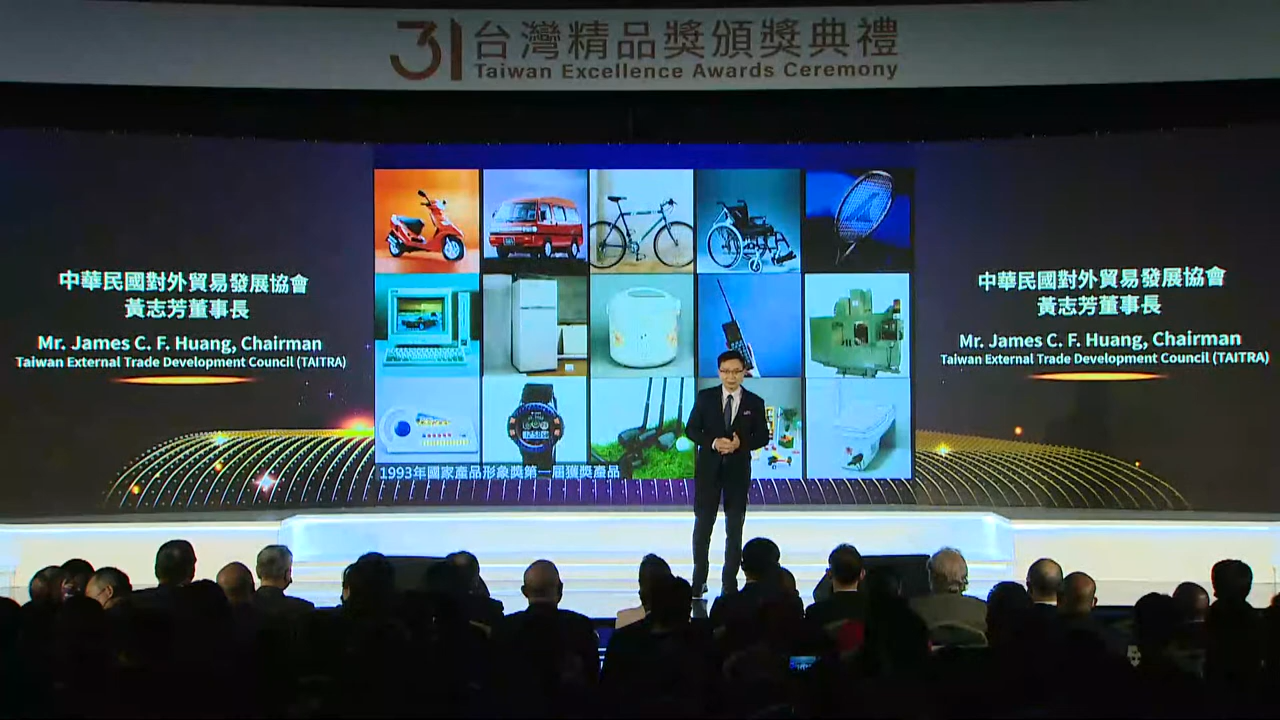 31 台灣精品獎頒獎典禮
Taiwan Excellence Awards Ceremony
中華民國對外貿易發展協會
黃志芳董事長
Mr. James C. F. Huang, Chairman
Taiwan External Trade Development Council (TAITRA)
1993年國家產品形象獎第一屆獲獎產品
中華民國對外貿易發展協會
黃志芳董事長
Mr. James C. F. Huang, Chairman
Taiwan External Trade Development Council (TAITRA)